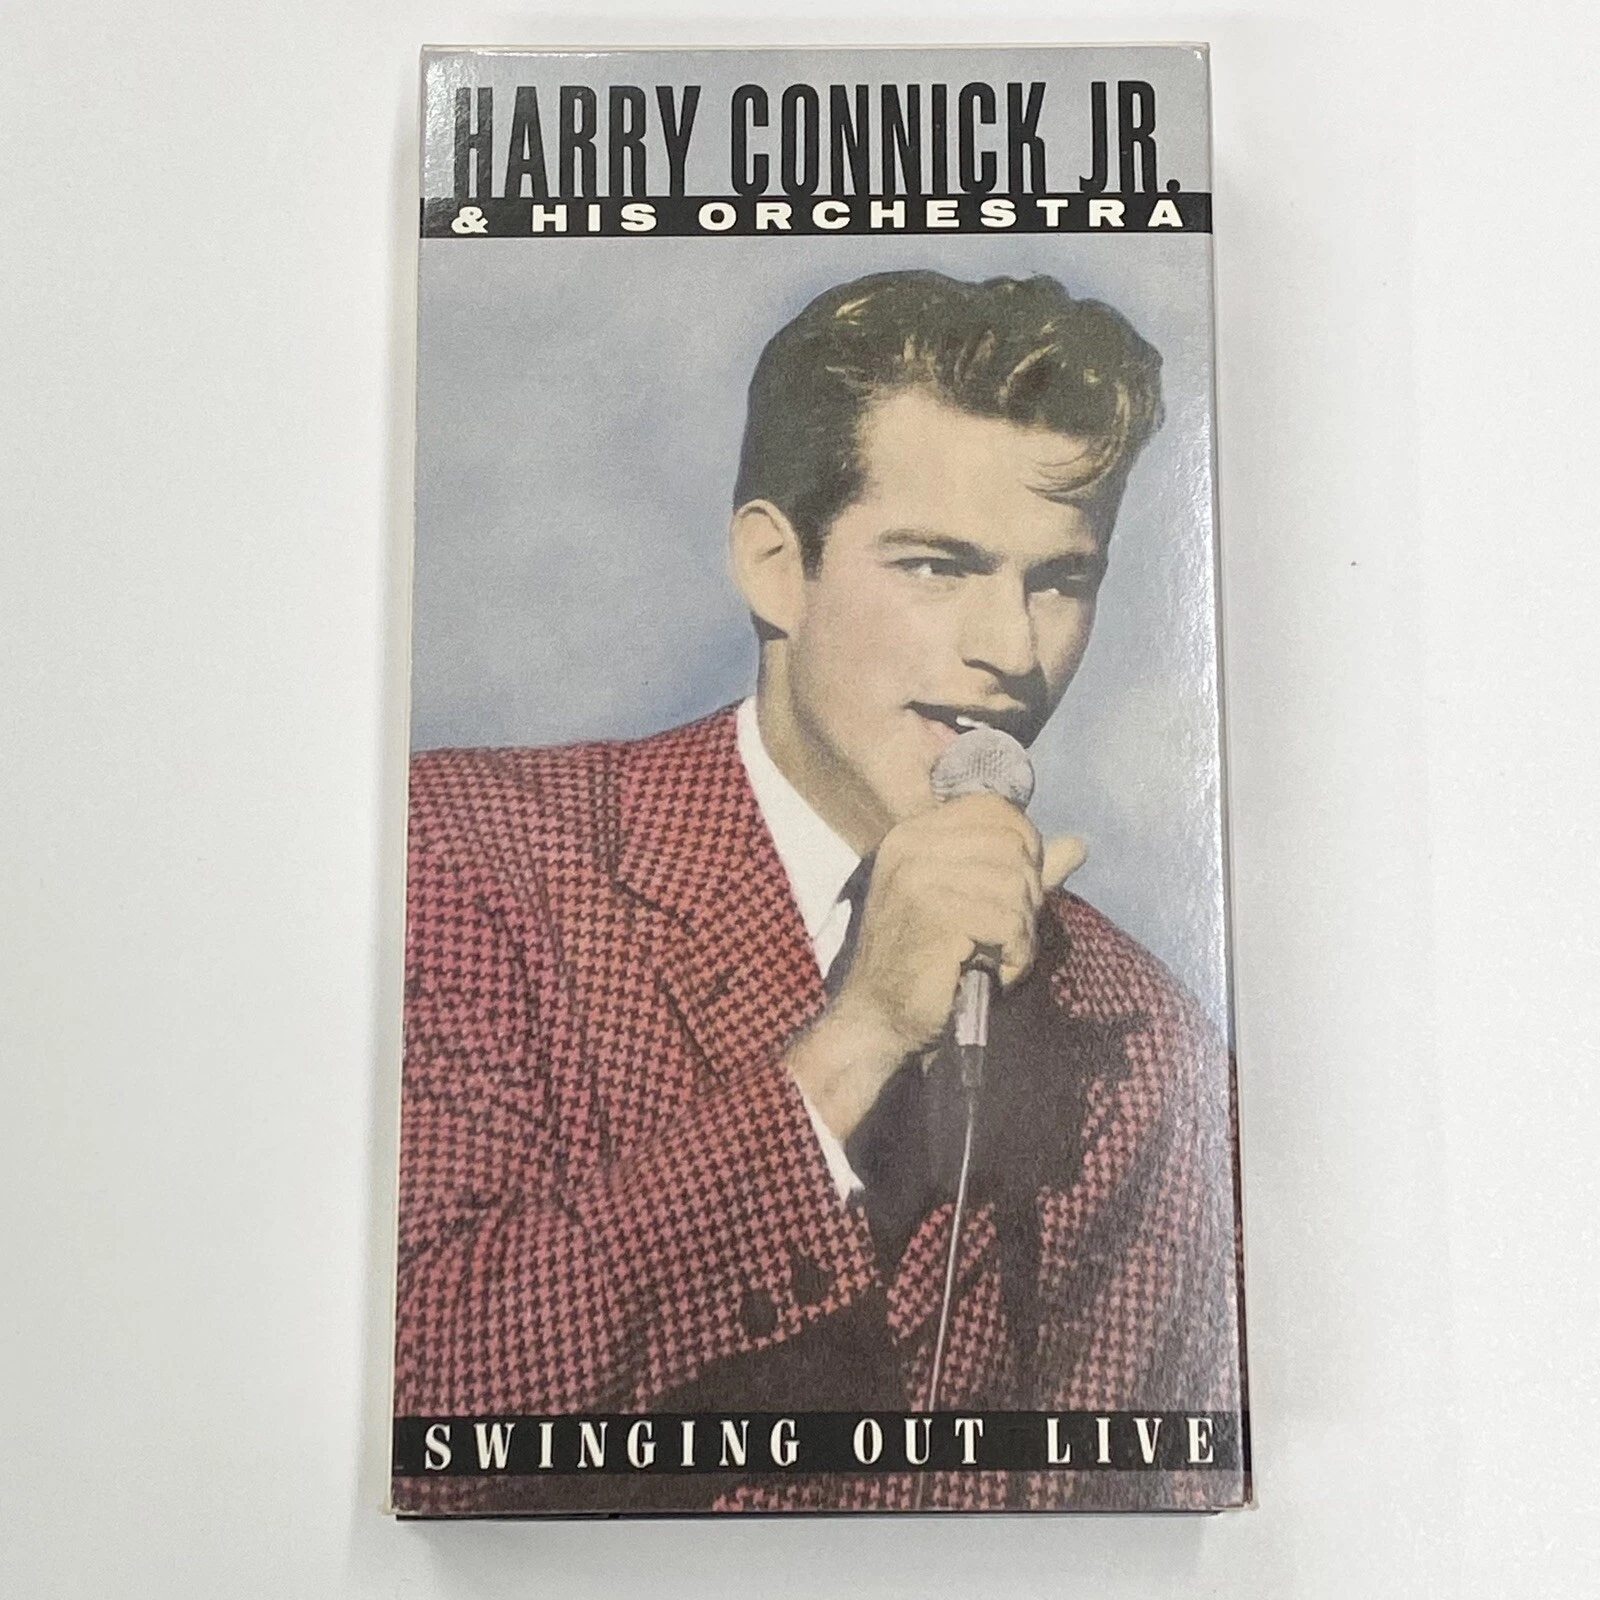 HARRY CONNICK JR.
& HIS ORCHESTRA
SWINGING OUT LIVE